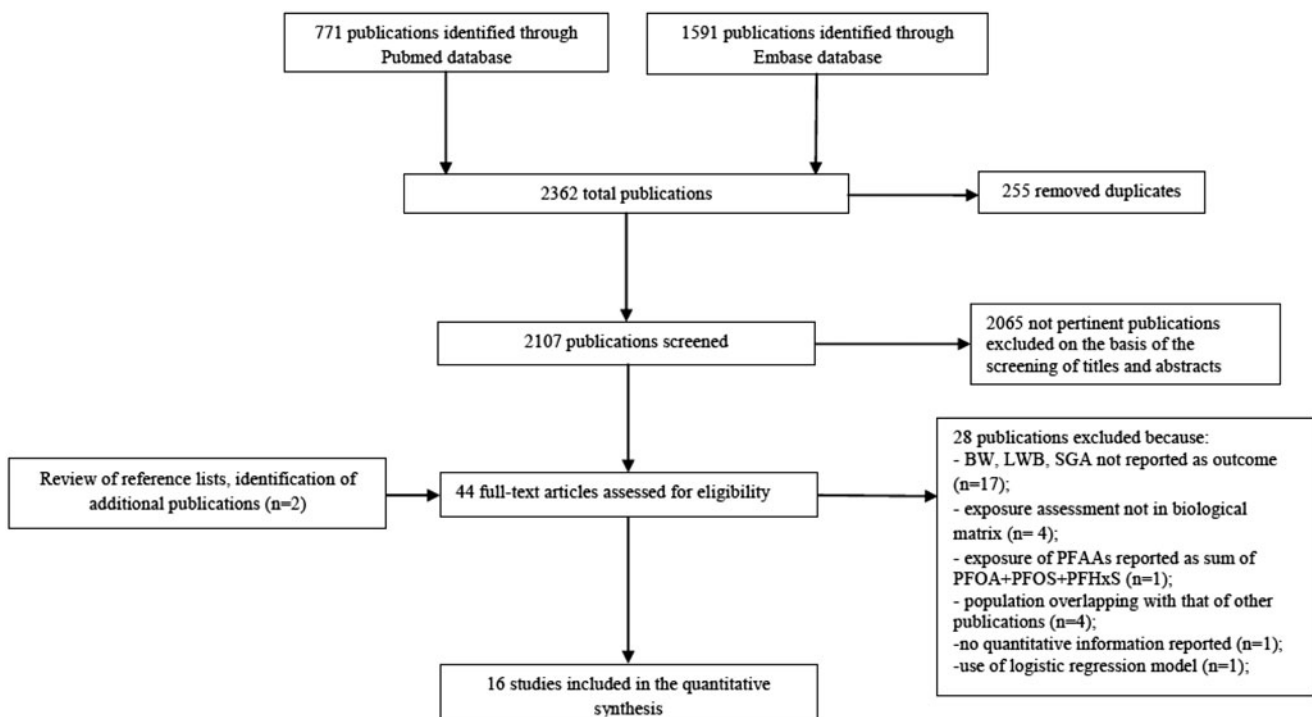 771 publications identified through
Pubmed database
1591 publications identified through
Embase database
2362 total publications
255 removed duplicates
2107 publications screened
2065 not pertinent publications
excluded on the basis of the
screening of titles and abstracts
Review of reference lists, identification of
additional publications (n=2)
44 full-text articles assessed for eligibility
28 publications excluded because:
- BW, LWB, SGA not reported as outcome
(n=17);
- exposure assessment not in biological
matrix (n= 4);
- exposure of PFAAs reported as sum of
PFOA+PFOS+PFHxS (n=1);
- population overlapping with that of other
publications (n=4);
-no quantitative information reported (n=1);
-use of logistic regression model (n=1);
16 studies included in the quantitative
synthesis